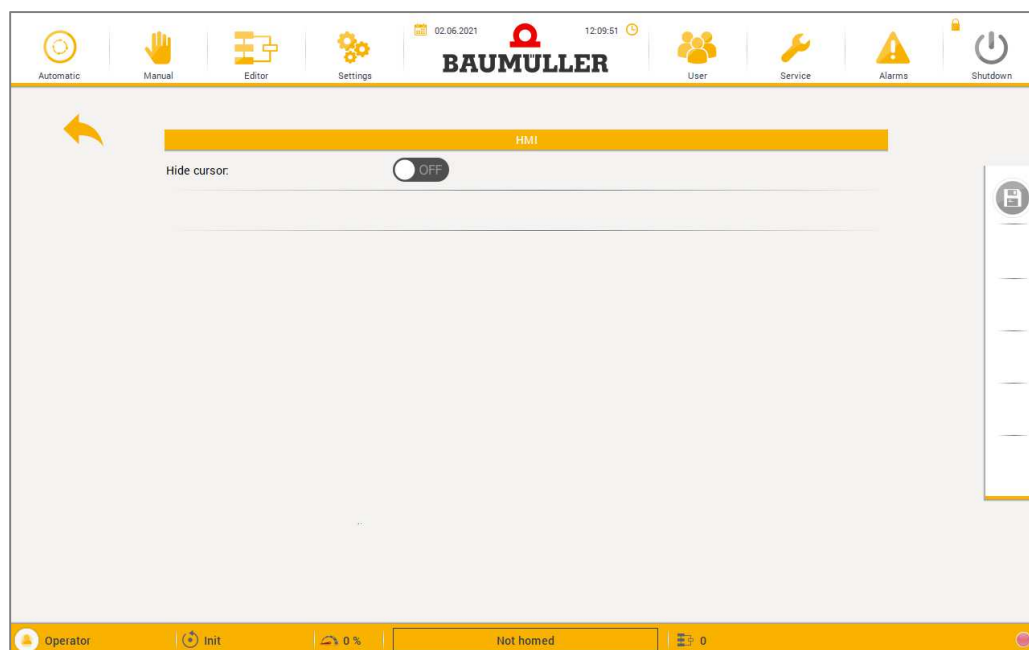 02.06.2021
12:09:51
BAUMULLER
Automatic
Manual
Editor
Settings
User
Service
Alarms
Shutdown
HMI
Hide cursor:
OFF
Operator
Init
0 %
Not homed
0